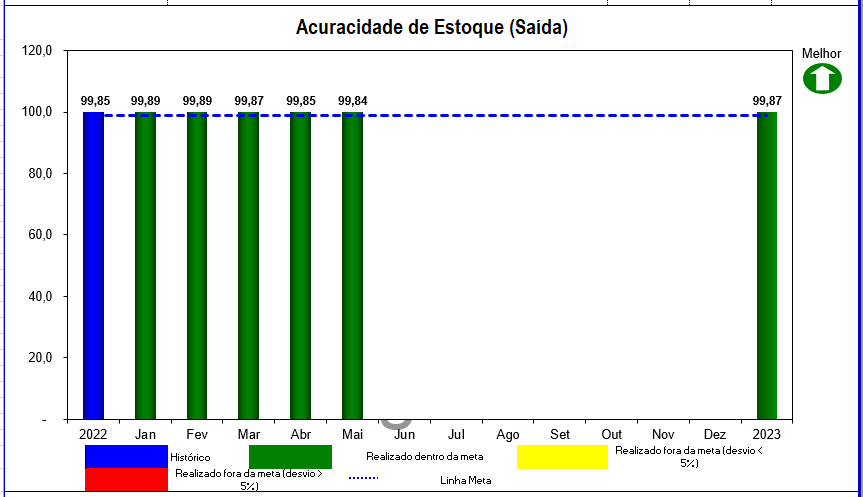 Acuracidade de Estoque (Saída)
Melhor
120,0
100,0
80,0
60,0
40,0
20,0
-
99,85 99,89 99,89 99,87 99,85 99,84 99,87
2022 Jan Fev Mar Abr Mai Jun Jul Ago Set Out Nov Dez 2023
Histórico
Realizado dentro da meta
Realizado fora da meta (desvio <
5%)
Realizado fora da meta (desvio >
5%)
Linha Meta